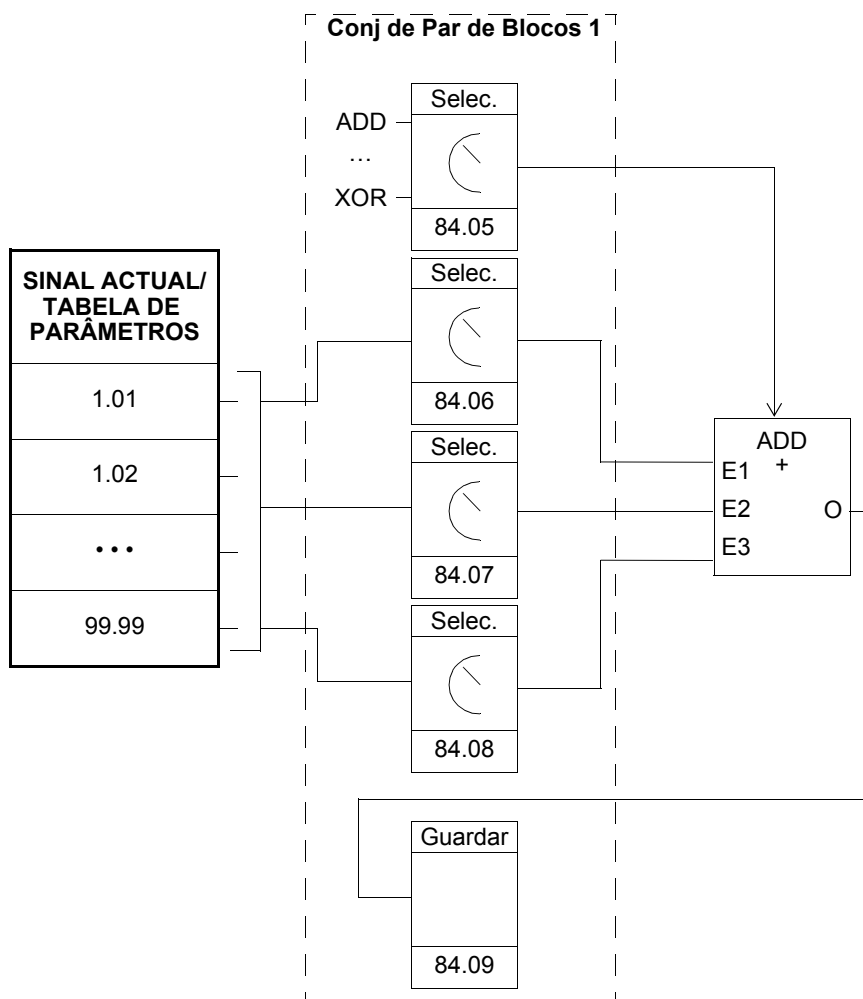 Conj de Par de Blocos 1
Selec.
ADD
...
XOR
84.05
SINAL ACTUAL/
TABELA DE
PARÂMETROS
1.01
1.02
• • •
99.99
Selec.
84.06
Selec.
84.07
Selec.
84.08
ADD
+
E1
E2
E3
O
Guardar
84.09